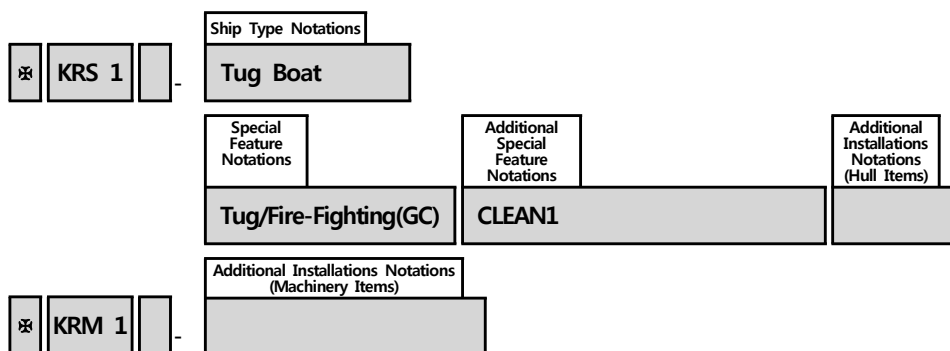 Ship Type Notations
✠ KRS 1 - Tug Boat
Special
Feature
Notations
Additional
Special
Feature
Notations
Additional
Installations
Notations
(Hull Items)
Tug/Fire-Fighting(GC) CLEAN1
Additional Installations Notations
(Machinery Items)
✠ KRM 1 -